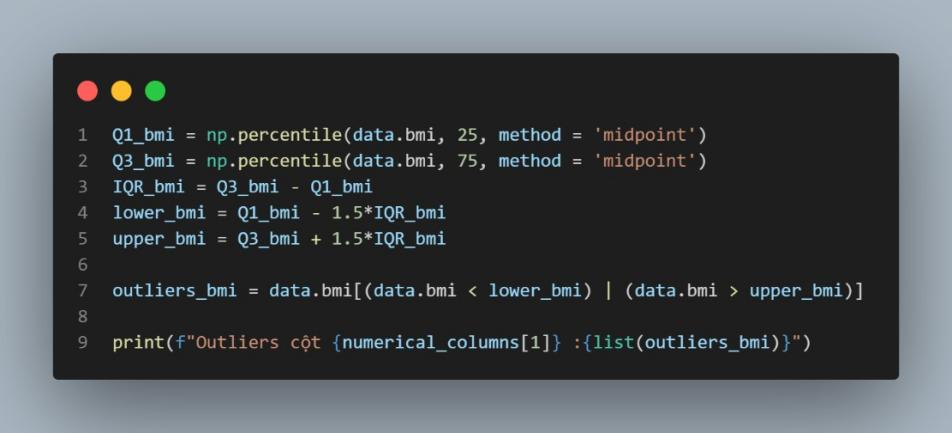 1 Q1_bmi = np.percentile(data.bmi, 25, method = 'midpoint')
2 Q3_bmi = np.percentile(data.bmi, 75, method = 'midpoint')
3 IQR_bmi = Q3_bmi - Q1_bmi
4 lower_bmi = Q1_bmi - 1.5*IQR_bmi
5 upper_bmi = Q3_bmi + 1.5*IQR_bmi
6
7 outliers_bmi = data.bmi[(data.bmi < lower_bmi) | (data.bmi > upper_bmi)]
8
9 print(f"Outliers cột {numerical_columns[1]} :{list(outliers_bmi)}")